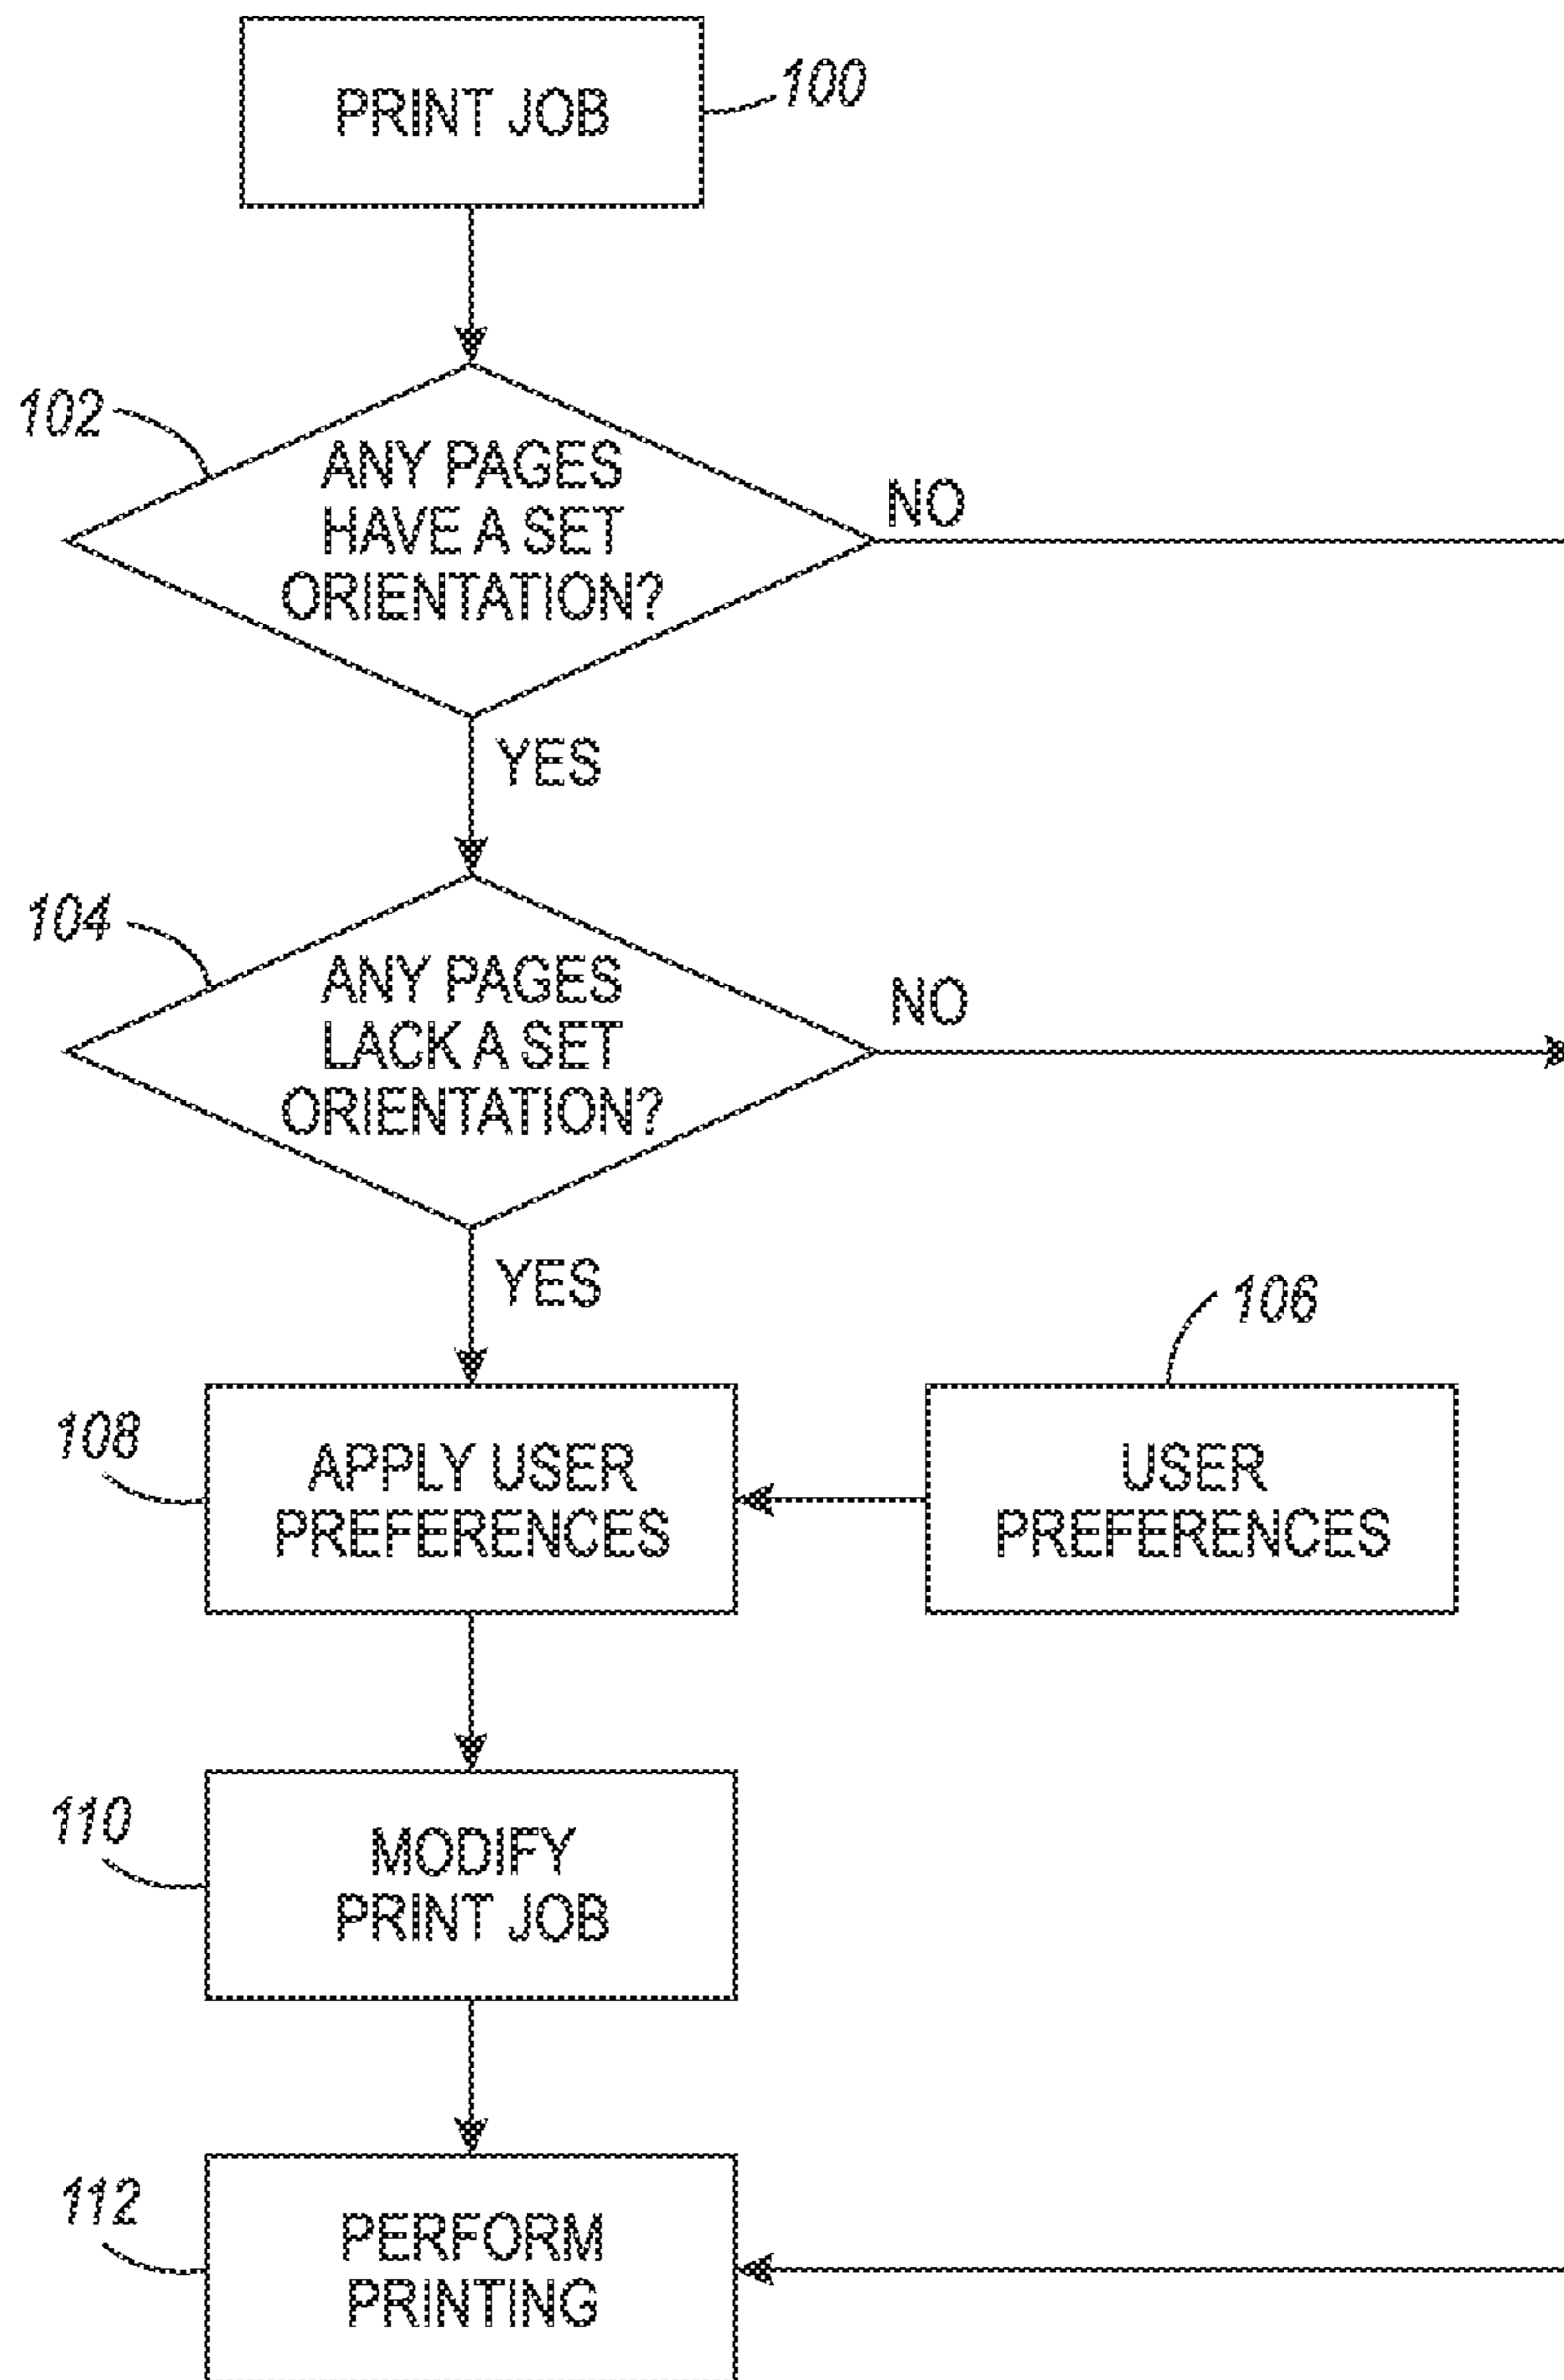 PRINT JOB
100
102
ANY PAGES
HAVE A SET
ORIENTATION?
NO
YES
104
ANY PAGES
LACK A SET
ORIENTATION?
NO
YES
106
108
APPLY USER
PREFERENCES
USER
PREFERENCES
110
MODIFY
PRINT JOB
112
PERFORM
PRINTING